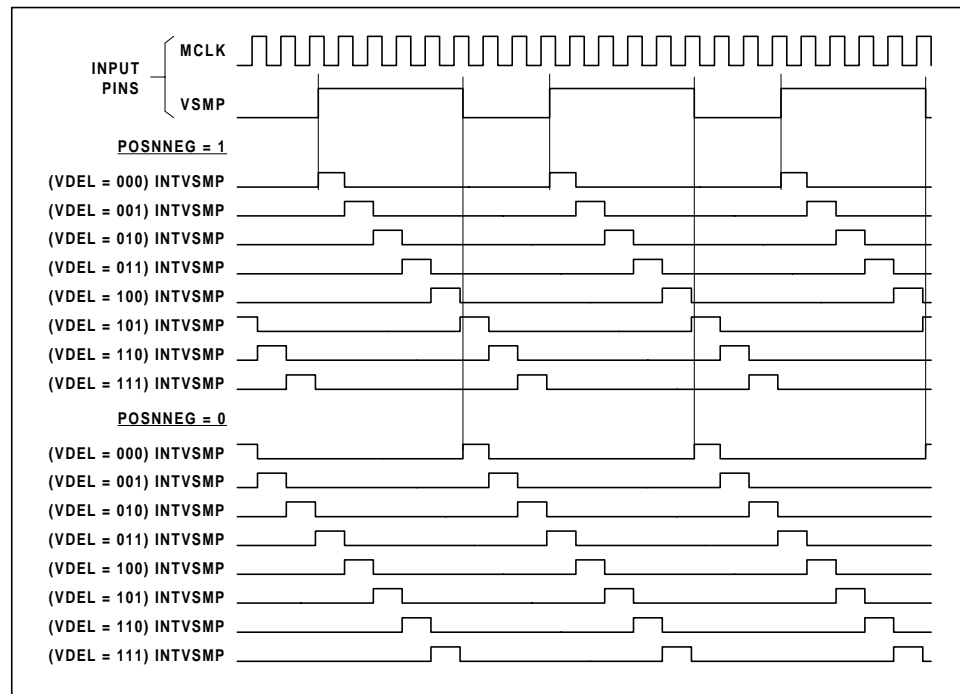 MCLK
INPUT
PINS
VSMP
POSNNEG = 1
(VDEL = 000) INTVSMP
(VDEL = 001) INTVSMP
(VDEL = 010) INTVSMP
(VDEL = 011) INTVSMP
(VDEL = 100) INTVSMP
(VDEL = 101) INTVSMP
(VDEL = 110) INTVSMP
(VDEL = 111) INTVSMP
POSNNEG = 0
(VDEL = 000) INTVSMP
(VDEL = 001) INTVSMP
(VDEL = 010) INTVSMP
(VDEL = 011) INTVSMP
(VDEL = 100) INTVSMP
(VDEL = 101) INTVSMP
(VDEL = 110) INTVSMP
(VDEL = 111) INTVSMP